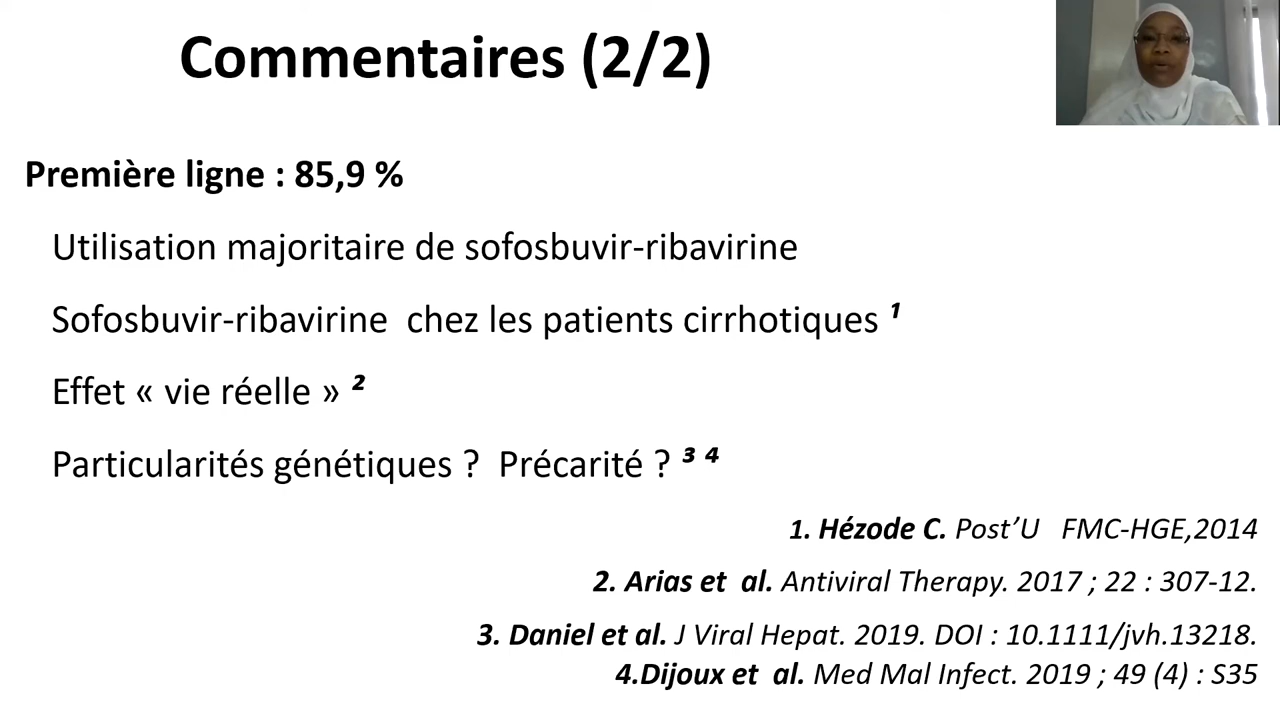 Commentaires (2/2)
Première ligne : 85,9 %
Utilisation majoritaire de sofosbuvir-ribavirine
Sofosbuvir-ribavirine chez les patients cirrhotiques ¹
Effet « vie réelle » ²
Particularités génétiques ? Précarité ? ³ ⁴
1. Hézode C. Post’U FMC-HGE,2014
2. Arias et al. Antiviral Therapy. 2017 ; 22 : 307-12.
3. Daniel et al. J Viral Hepat. 2019. DOI : 10.1111/jvh.13218.
4.Dijoux et al. Med Mal Infect. 2019 ; 49 (4) : S35